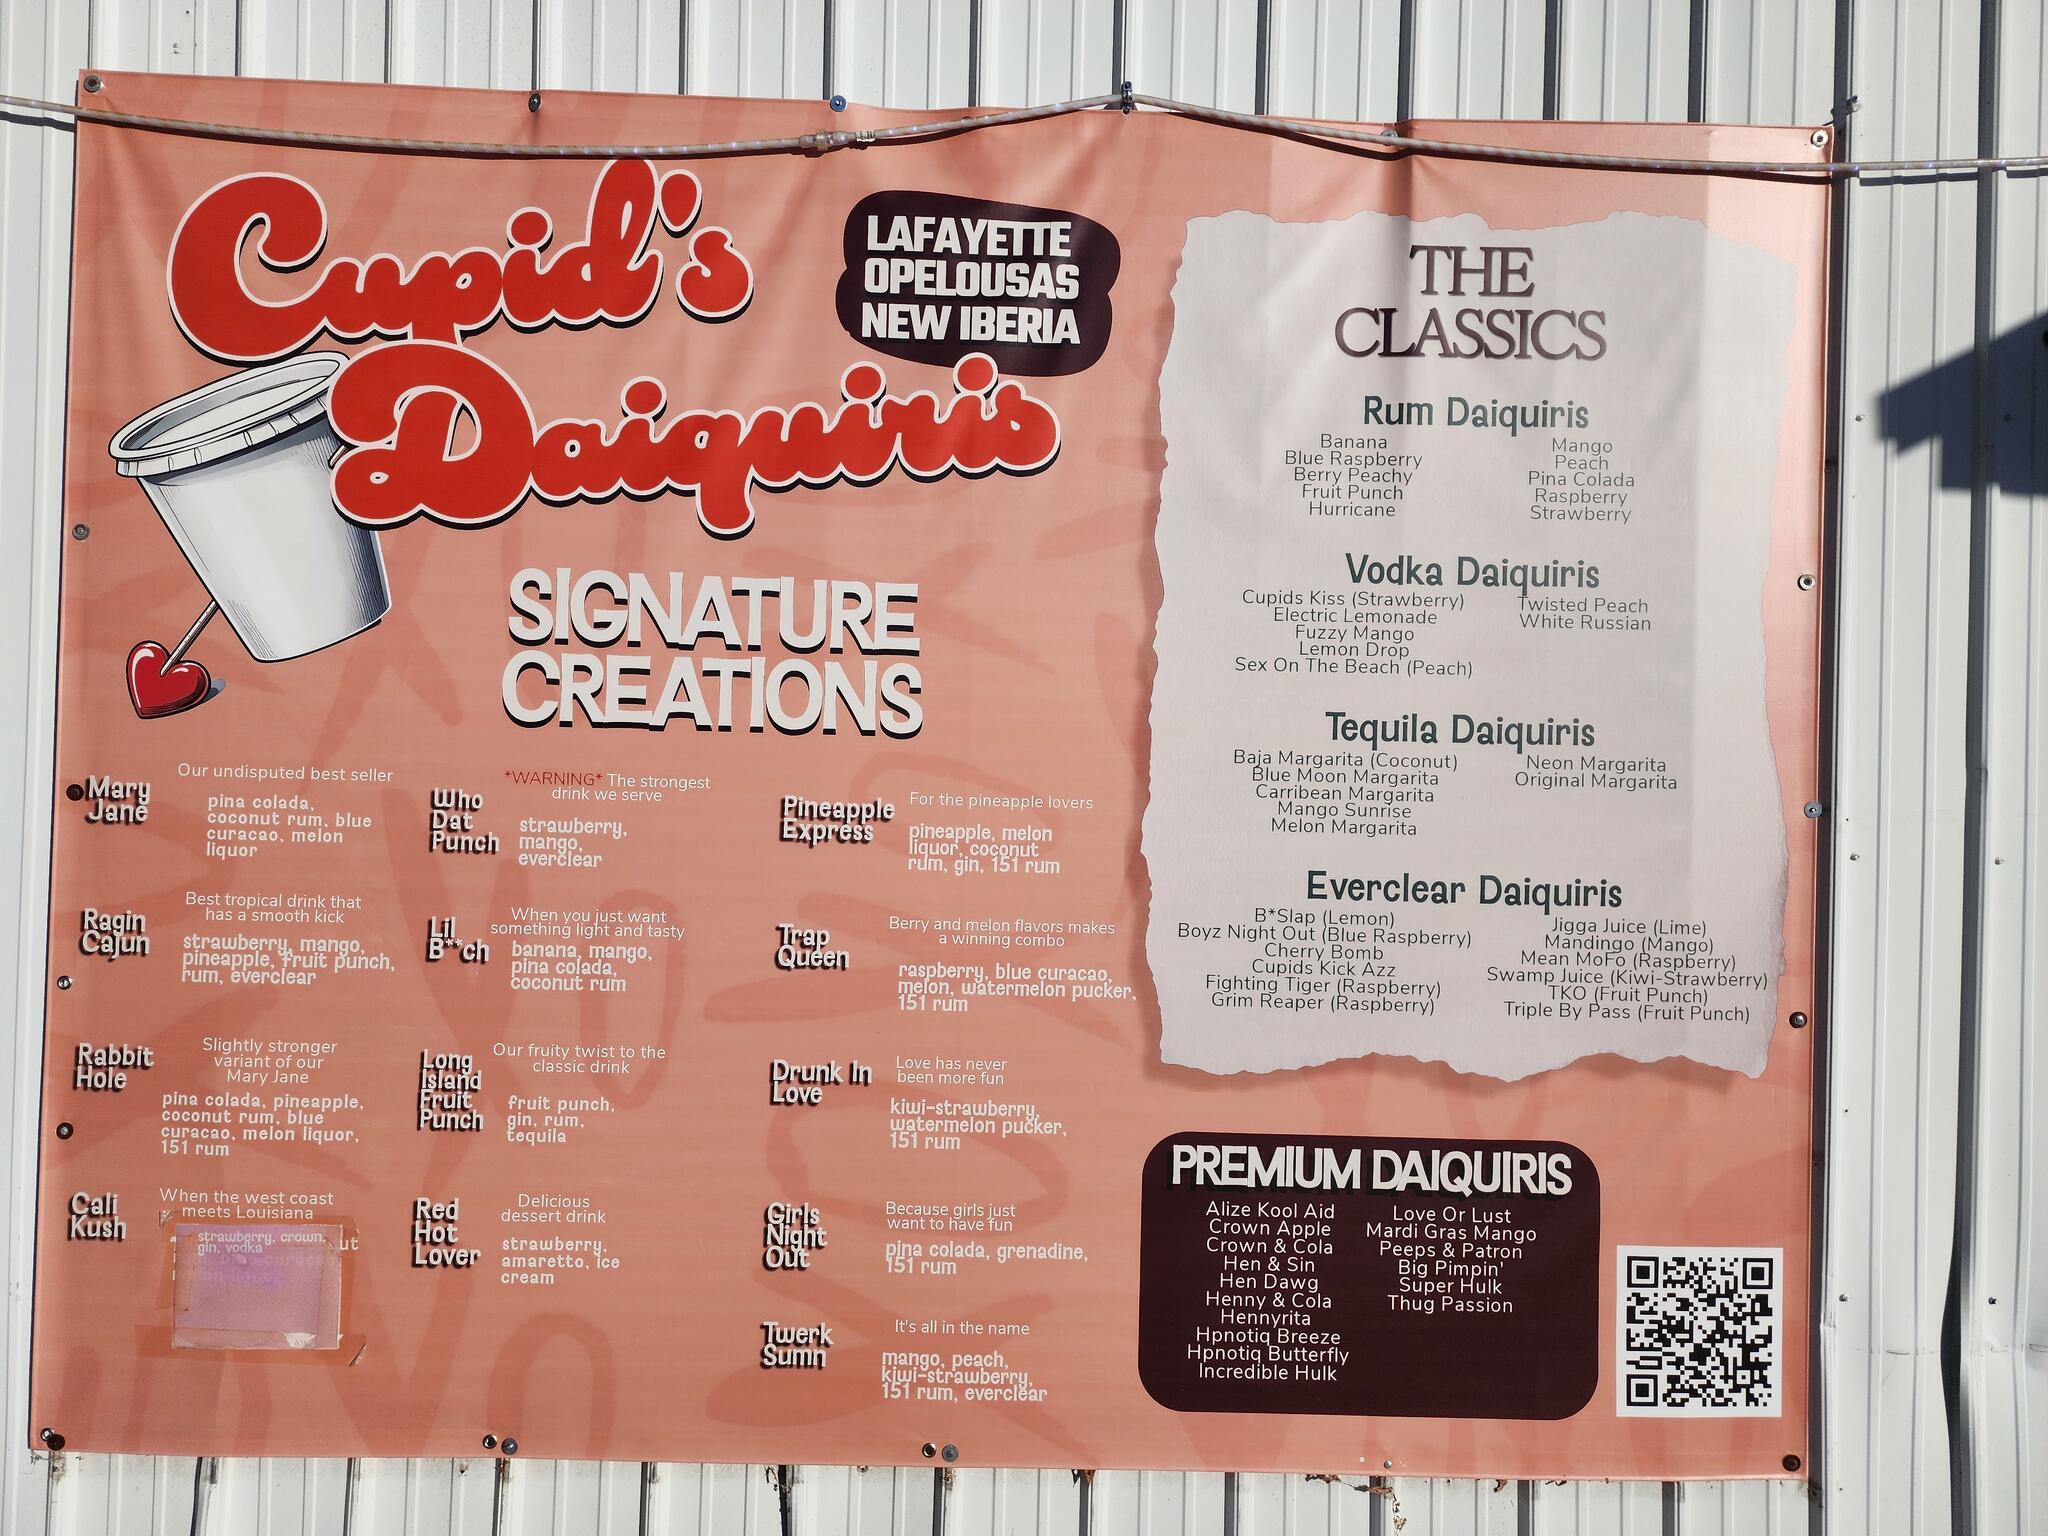 Cupid's
Daiquiris
LAFAYETTE
OPELOUSAS
NEW IBERIA
SIGNATURE
CREATIONS
Mary
Jane
Our undisputed best seller
pina colada,
coconut rum, blue
curacao, melon
liquor
Ragin
Cajun
Best tropical drink that
has a smooth kick
strawberry, mango,
pineapple, fruit punch,
rum, everclear
Rabbit
Hole
Slightly stronger
variant of our
Mary Jane
pina colada, pineapple,
coconut rum, blue
curacao, melon liquor,
151 rum
Cali
Kush
When the west coast
meets Louisiana
strawberry, crown,
gin, vodka
Who
Dat
Punch
*WARNING* The strongest
drink we serve
strawberry,
mango,
everclear
Lil
B**ch
When you just want
something light and tasty
banana, mango,
pina colada,
coconut rum
Long
Island
Fruit
Punch
Our fruity twist to the
classic drink
fruit punch,
gin, rum,
tequila
Red
Hot
Lover
Delicious
dessert drink
strawberry,
amaretto, ice
cream
Pineapple
Express
For the pineapple lovers
pineapple, melon
liquor, coconut
rum, gin, 151 rum
Trap
Queen
Berry and melon flavors makes
a winning combo
raspberry, blue curacao,
melon, watermelon pucker,
151 rum
Drunk In
Love
Love has never
been more fun
kiwi-strawberry,
watermelon pucker,
151 rum
Girls
Night
Out
Because girls just
want to have fun
pina colada, grenadine,
151 rum
Twerk
Sumn
It's all in the name
mango, peach,
kiwi-strawberry,
151 rum, everclear
THE
CLASSICS
Rum Daiquiris
Banana
Blue Raspberry
Berry Peachy
Fruit Punch
Hurricane
Mango
Peach
Pina Colada
Raspberry
Strawberry
Vodka Daiquiris
Cupids Kiss (Strawberry)
Electric Lemonade
Fuzzy Mango
Lemon Drop
Sex On The Beach (Peach)
Twisted Peach
White Russian
Tequila Daiquiris
Baja Margarita (Coconut)
Blue Moon Margarita
Carribean Margarita
Mango Sunrise
Melon Margarita
Neon Margarita
Original Margarita
Everclear Daiquiris
B*Slap (Lemon)
Boyz Night Out (Blue Raspberry)
Cherry Bomb
Cupids Kick Azz
Fighting Tiger (Raspberry)
Grim Reaper (Raspberry)
Jigga Juice (Lime)
Mandingo (Mango)
Mean MoFo (Raspberry)
Swamp Juice (Kiwi-Strawberry)
TKO (Fruit Punch)
Triple By Pass (Fruit Punch)
PREMIUM DAIQUIRIS
Alize Kool Aid
Crown Apple
Crown & Cola
Hen & Sin
Hen Dawg
Henny & Cola
Hennyrita
Hpnotiq Breeze
Hpnotiq Butterfly
Incredible Hulk
Love Or Lust
Mardi Gras Mango
Peeps & Patron
Big Pimpin'
Super Hulk
Thug Passion